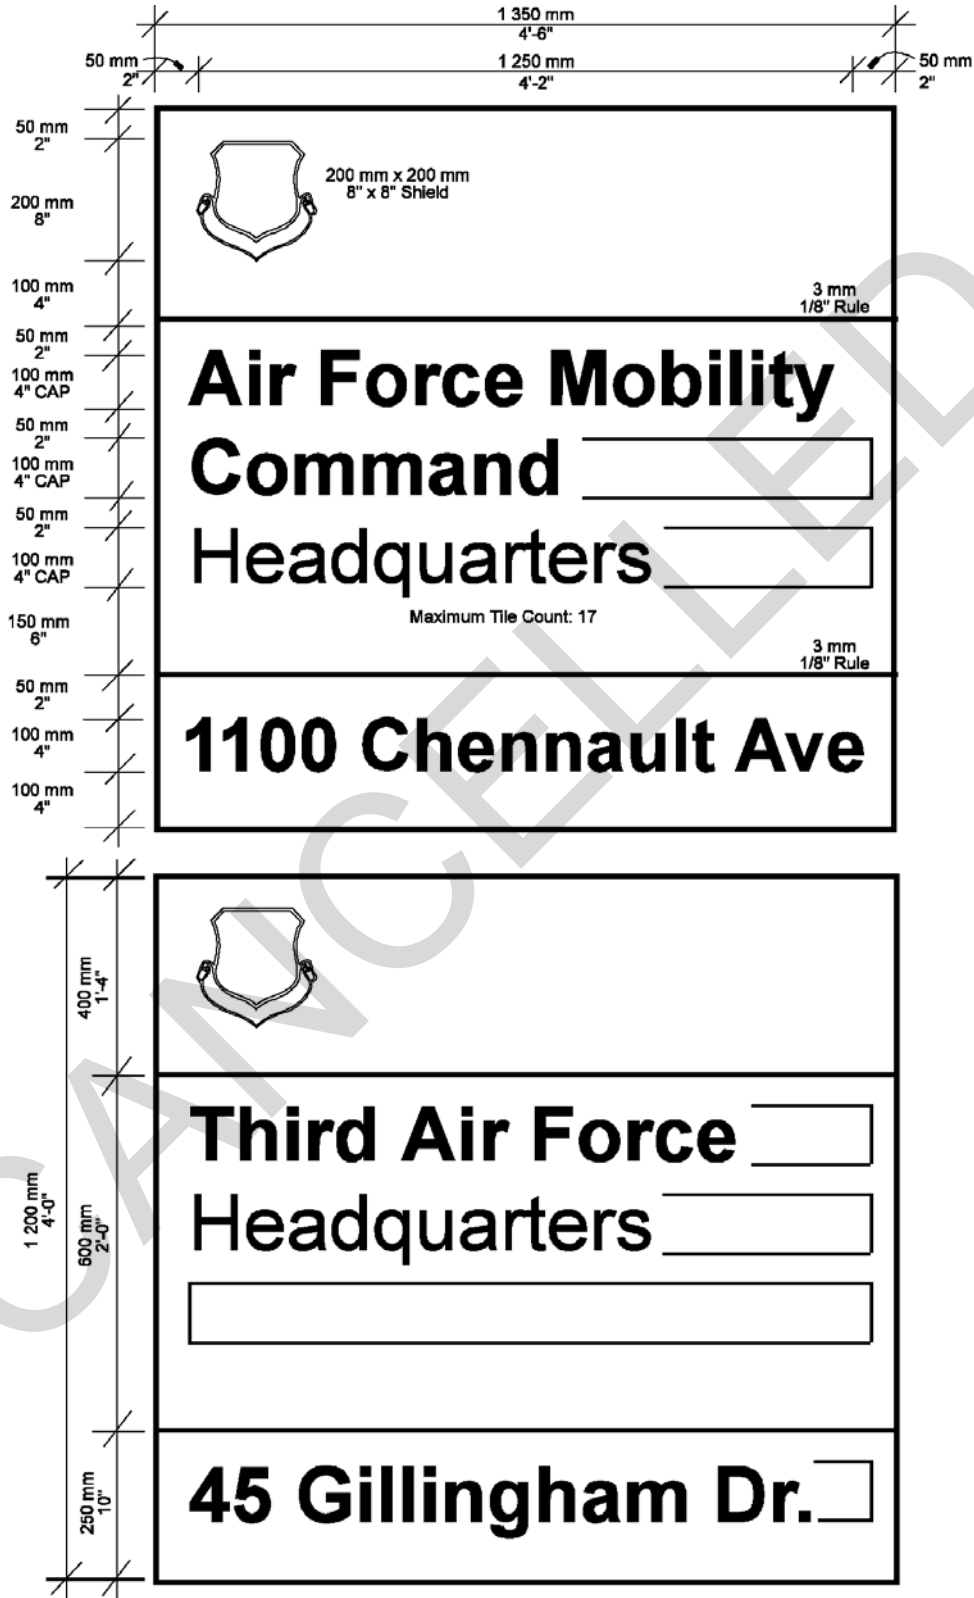 1 350 mm
4'-6"
50 mm
2"
1 250 mm
4'-2"
50 mm
2"
50 mm
2"
200 mm x 200 mm
8" x 8" Shield
200 mm
8"
100 mm
4"
3 mm
1/8" Rule
50 mm
2"
Air Force Mobility
100 mm
4" CAP
50 mm
2"
Command
100 mm
4" CAP
50 mm
2"
Headquarters
100 mm
4" CAP
Maximum Tile Count: 17
150 mm
6"
3 mm
1/8" Rule
50 mm
2"
1100 Chennault Ave
100 mm
4"
100 mm
4"
400 mm
1'-4"
Third Air Force
Headquarters
1 200 mm
4'-0"
600 mm
2'-0"
45 Gillingham Dr.
250 mm
10"
CANCELLED